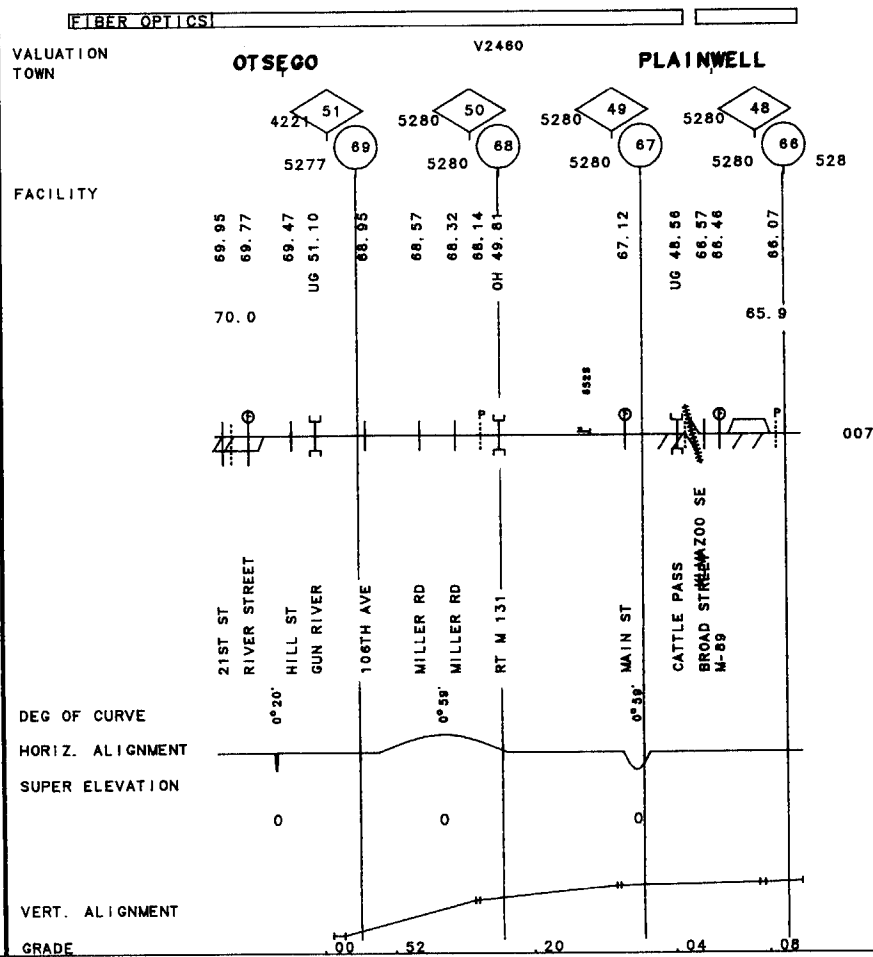 FIBER OPTICS
V2460
VALUATION
TOWN
OTSEGO
PLAINWELL
51
50
49
48
4221
5280
5280
5280
69
68
67
66
5277
5280
5280
5280
528
FACILITY
69.95
69.77
69.47
UG 51.10
68.95
68.57
68.32
68.14
OH 49.81
67.12
UG 48.56
66.57
66.46
66.07
70.0
65.9
6528
F
P
F
F
P
007
21ST ST
RIVER STREET
HILL ST
GUN RIVER
106TH AVE
MILLER RD
MILLER RD
RT M 131
MAIN ST
CATTLE PASS
BROAD STREET
M-89
DEG OF CURVE
0°20'
0°59'
0°59'
HORIZ. ALIGNMENT
SUPER ELEVATION
0
0
0
VERT. ALIGNMENT
GRADE
.00
.52
.20
.04
.08